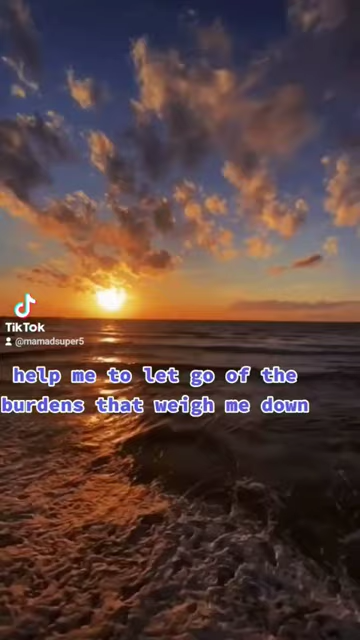 TikTok
@mamadsuper5
help me to let go of the
burdens that weigh me down